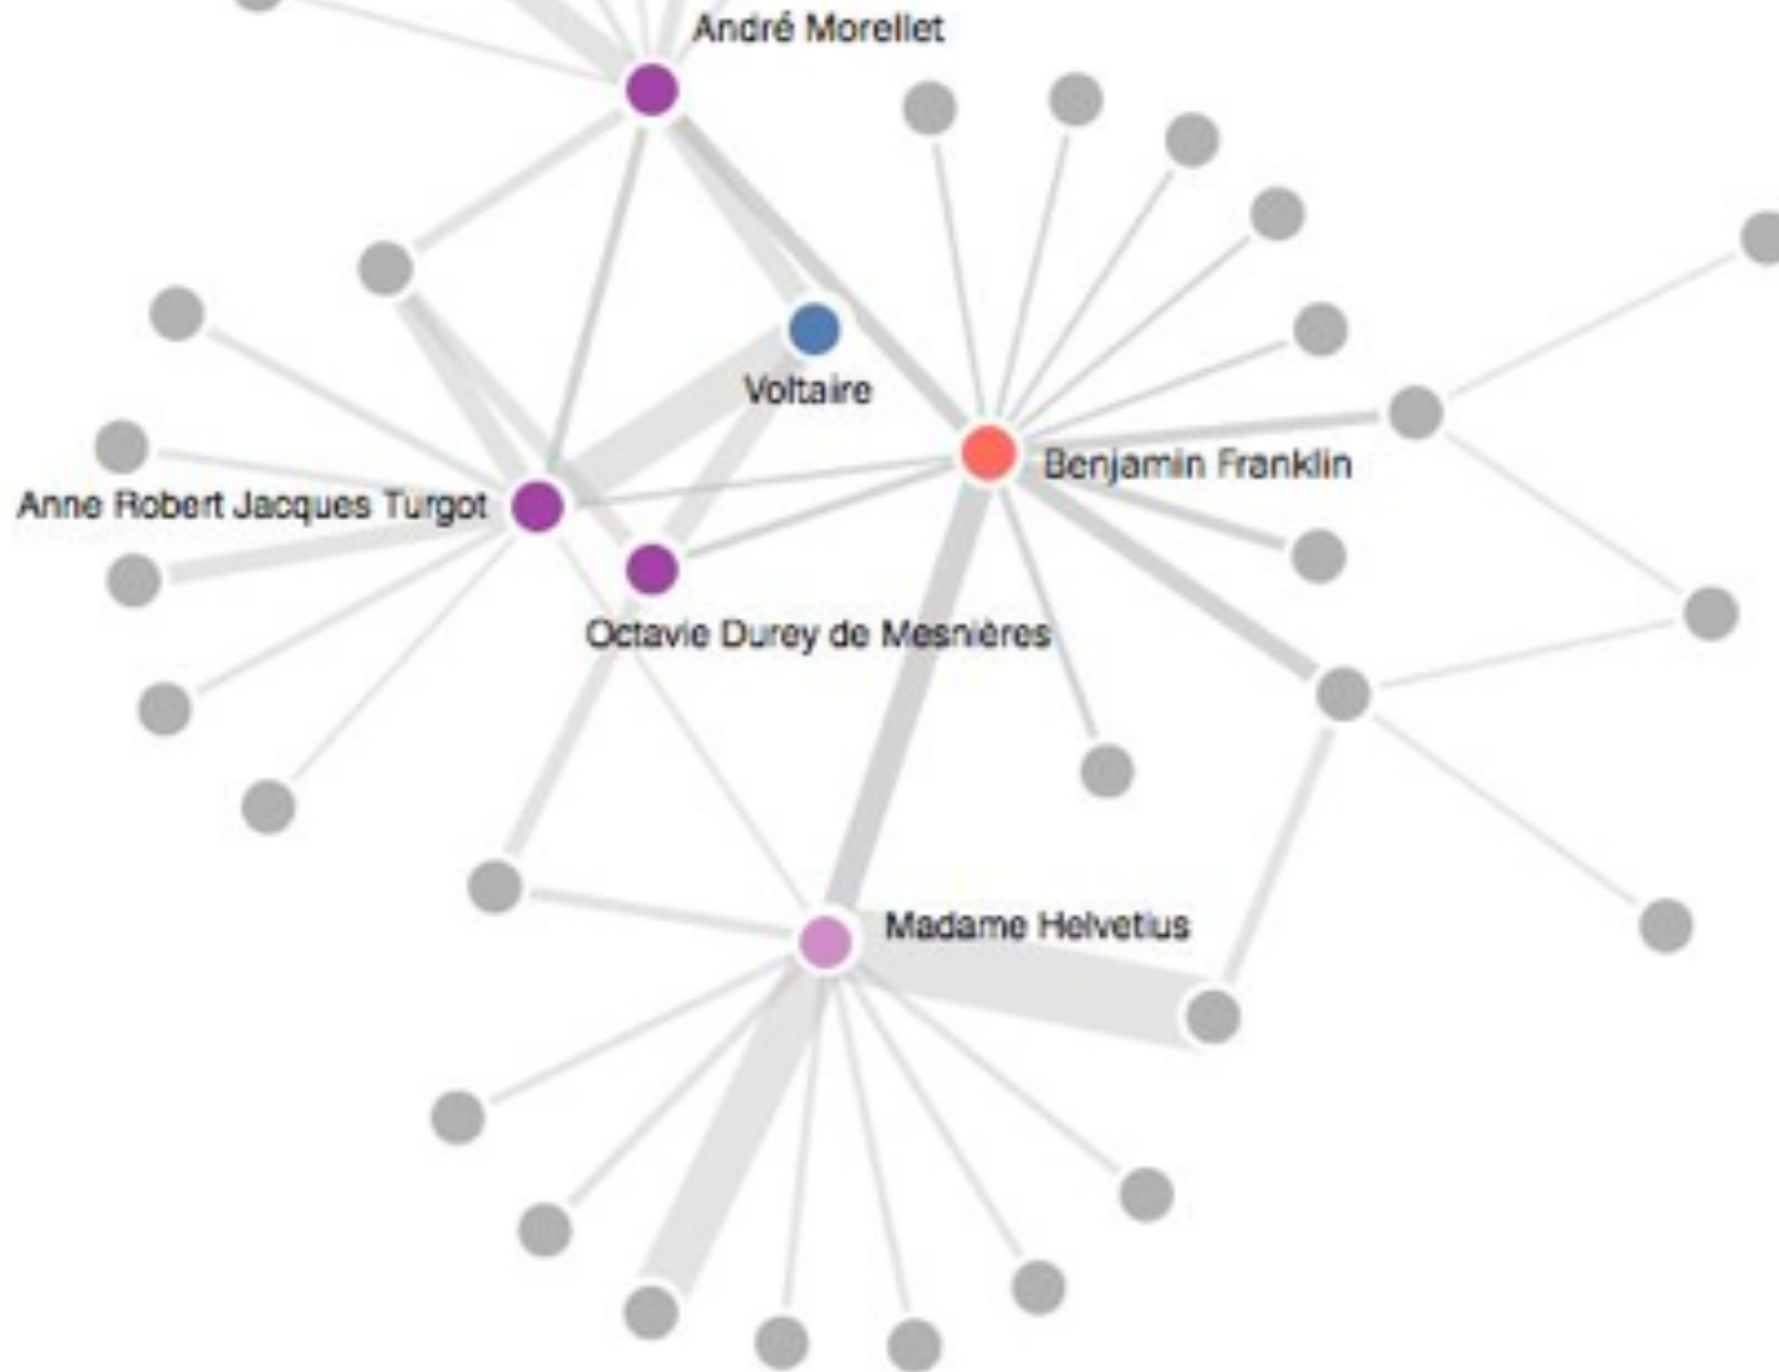 André Morellet
Voltaire
Benjamin Franklin
Anne Robert Jacques Turgot
Octavie Durey de Mesnières
Madame Helvetius